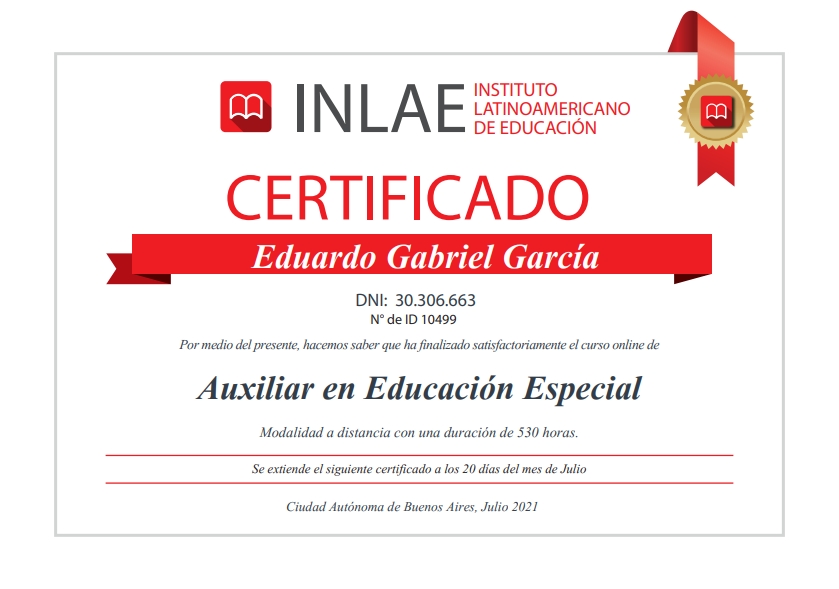 INLAE
INSTITUTO
LATINOAMERICANO
DE EDUCACIÓN
CERTIFICADO
Eduardo Gabriel García
DNI: 30.306.663
N° de ID 10499
Por medio del presente, hacemos saber que ha finalizado satisfactoriamente el curso online de
Auxiliar en Educación Especial
Modalidad a distancia con una duración de 530 horas.
Se extiende el siguiente certificado a los 20 días del mes de Julio
Ciudad Autónoma de Buenos Aires, Julio 2021